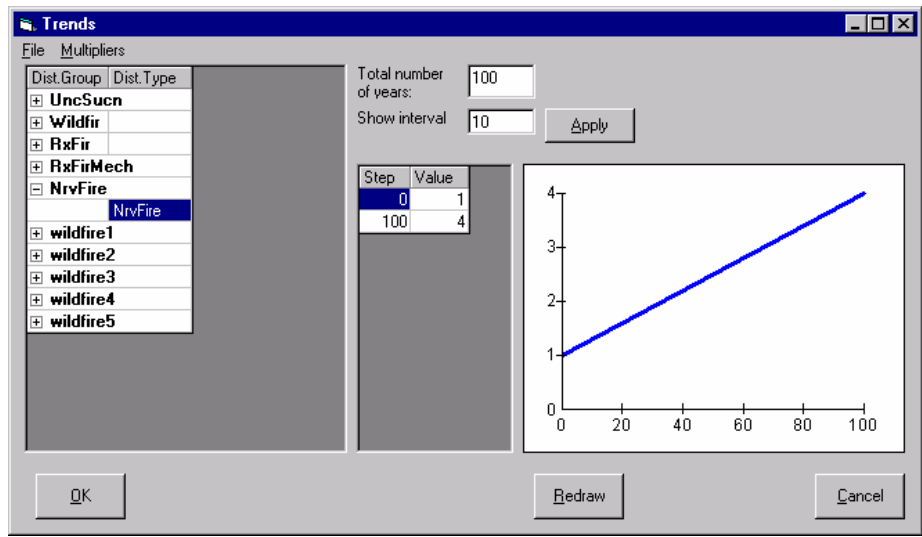 Trends
File Multipliers
Dist.Group Dist.Type
UncSucn
Wildfir
RxFir
RxFirMech
NrvFire
NrvFire
wildfire1
wildfire2
wildfire3
wildfire4
wildfire5
Total number
of years:
100
Show interval
10
Apply
Step Value
0 1
100 4
4
3
2
1
0
0 20 40 60 80 100
OK
Redraw
Cancel